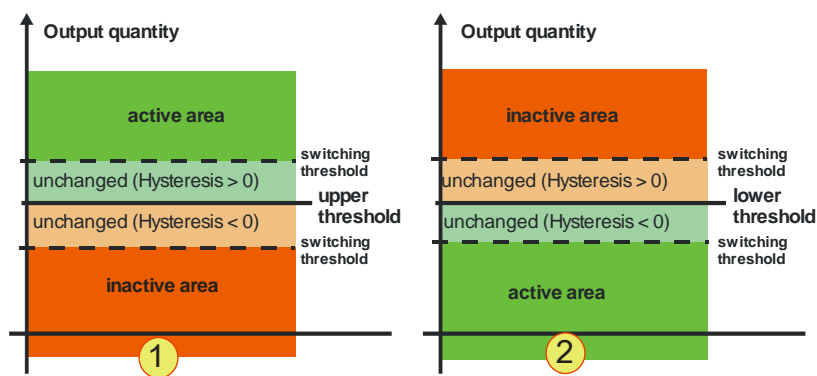 Output quantity
active area
switching
threshold
unchanged (Hysteresis > 0)
upper
threshold
unchanged (Hysteresis < 0)
switching
threshold
inactive area
1
Output quantity
inactive area
switching
threshold
unchanged (Hysteresis > 0)
lower
threshold
unchanged (Hysteresis < 0)
switching
threshold
active area
2